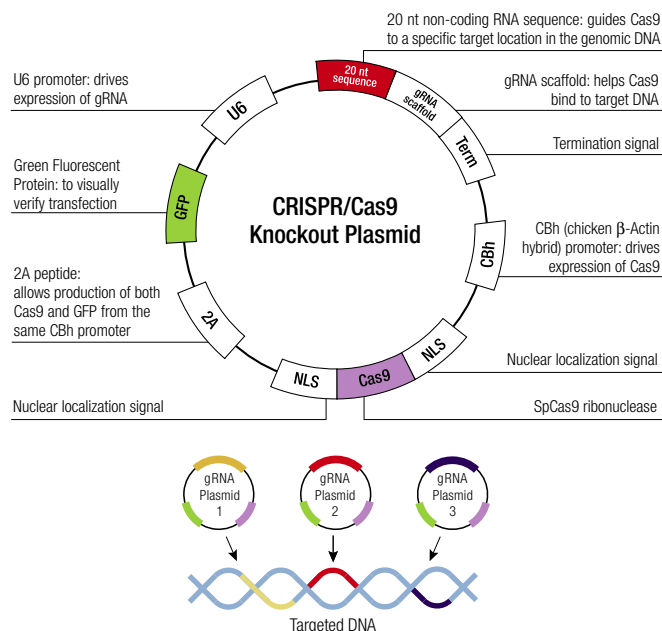 20 nt non-coding RNA sequence: guides Cas9
to a specific target location in the genomic DNA
U6 promoter: drives
expression of gRNA
gRNA scaffold: helps Cas9
bind to target DNA
Termination signal
Green Fluorescent
Protein: to visually
verify transfection
CBh (chicken β-Actin
hybrid) promoter: drives
expression of Cas9
2A peptide:
allows production of both
Cas9 and GFP from the
same CBh promoter
Nuclear localization signal
Nuclear localization signal
SpCas9 ribonuclease
CRISPR/Cas9
Knockout Plasmid
20 nt
sequence
gRNA
scaffold
Term
CBh
NLS
Cas9
NLS
2A
GFP
U6
gRNA
Plasmid
1
gRNA
Plasmid
2
gRNA
Plasmid
3
Targeted DNA